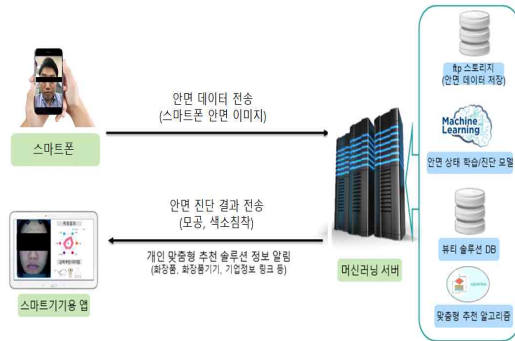 안면 데이터 전송
(스마트폰 안면 이미지)
스마트폰
안면 진단 결과 전송
(모공, 색소침착)
개인 맞춤형 추천 솔루션 정보 알림
(화장품, 화장품기기, 기업정보 링크 등)
스마트기기용 앱
머신러닝 서버
ftp 스토리지
(안면 데이터 저장)
Machine
Learning
안면 상태 학습/진단 모델
뷰티 솔루션 DB
맞춤형 추천 알고리즘